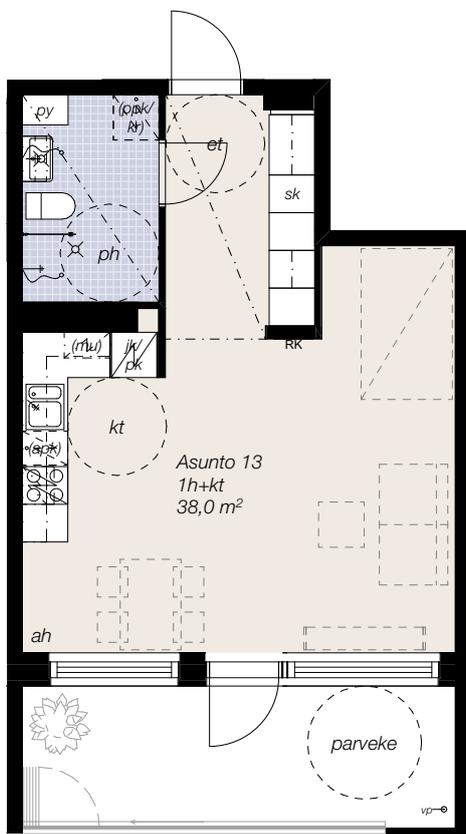 py
(ppk/
kr)
et
sk
ph
RK
(mu)
jk
pk
kt
(apk)
Asunto 13
1h+kt
38,0 m²
ah
parveke
vp